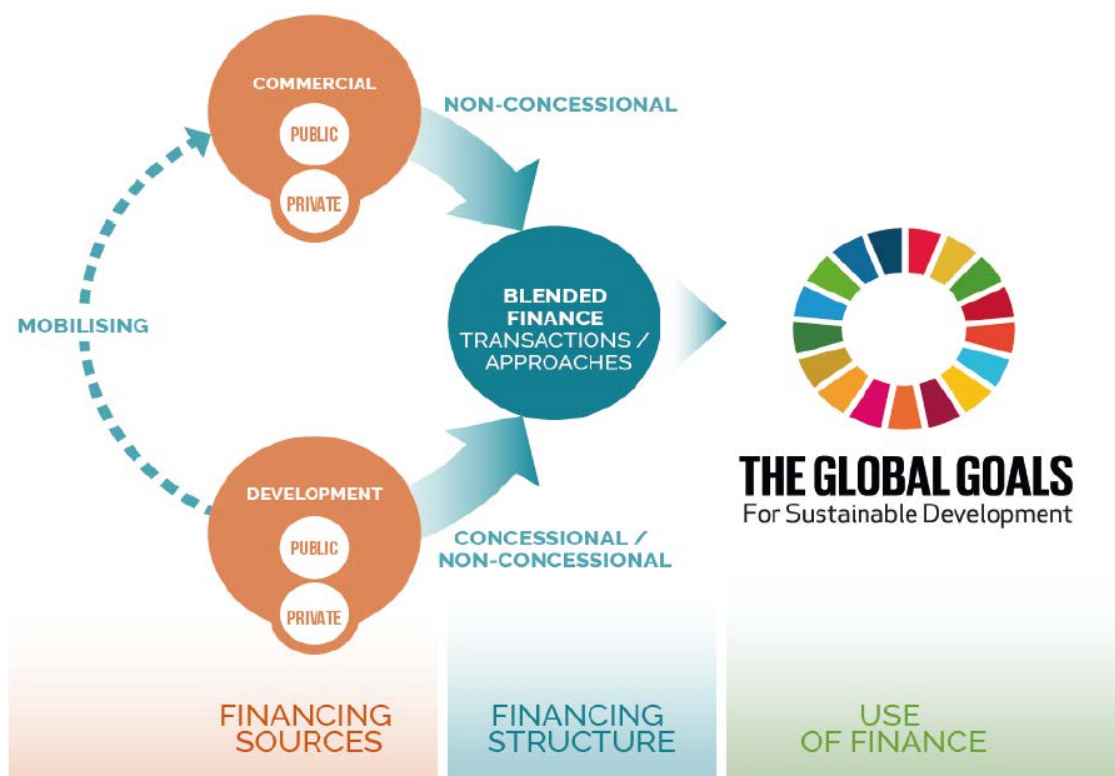 COMMERCIAL
PUBLIC
PRIVATE
NON-CONCESSIONAL
MOBILISING
BLENDED
FINANCE
TRANSACTIONS /
APPROACHES
DEVELOPMENT
PUBLIC
PRIVATE
CONCESSIONAL /
NON-CONCESSIONAL
THE GLOBAL GOALS
For Sustainable Development
FINANCING
SOURCES
FINANCING
STRUCTURE
USE
OF FINANCE